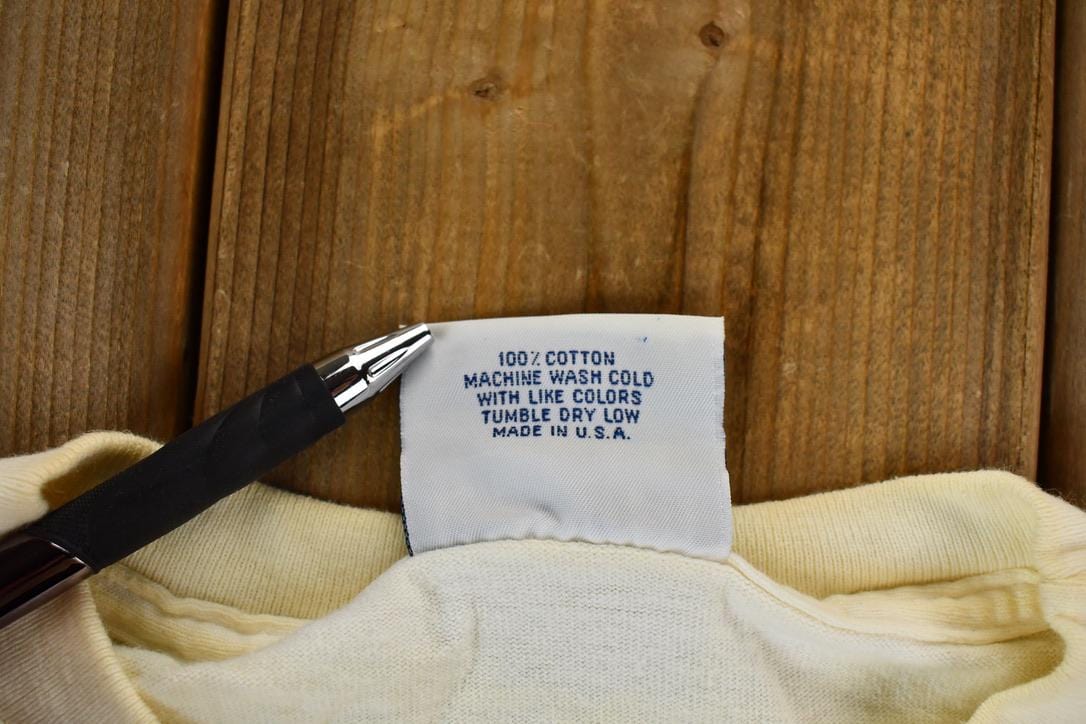 100% COTTON
MACHINE WASH COLD
WITH LIKE COLORS
TUMBLE DRY LOW
MADE IN U.S.A.